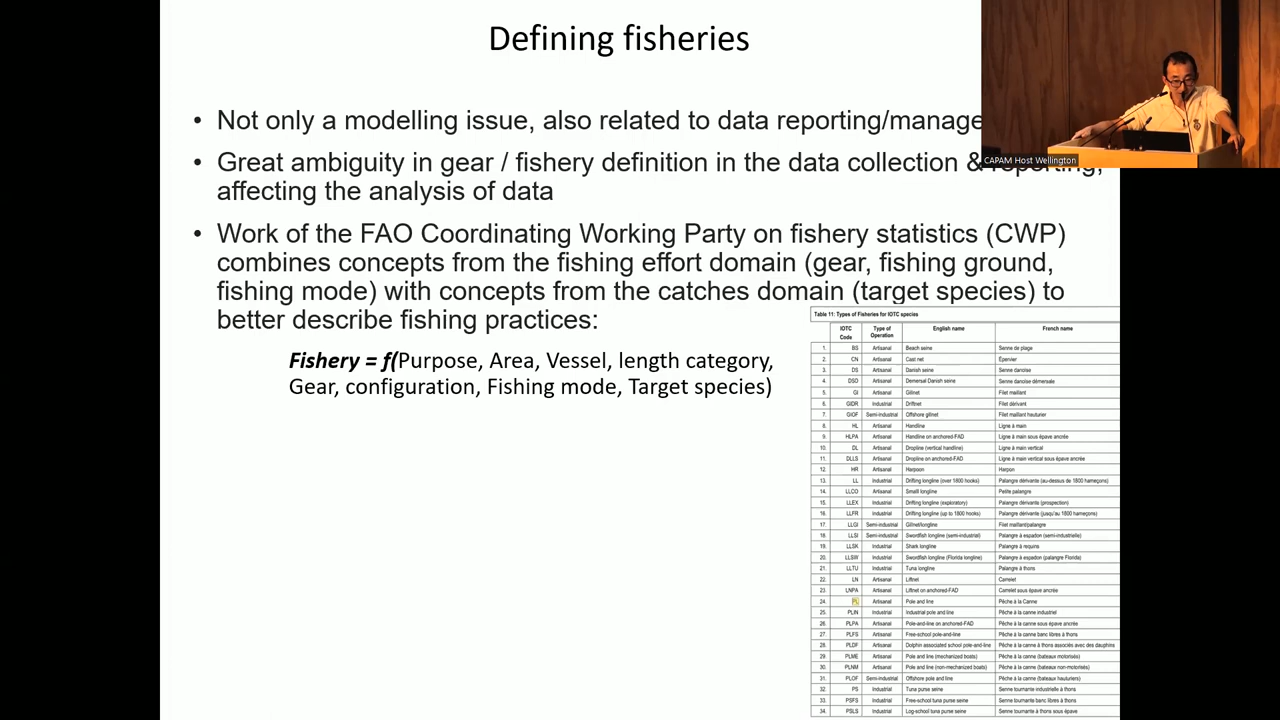 Defining fisheries
• Not only a modelling issue, also related to data reporting/manage
• Great ambiguity in gear / fishery definition in the data collection & reporting,
affecting the analysis of data
• Work of the FAO Coordinating Working Party on fishery statistics (CWP)
combines concepts from the fishing effort domain (gear, fishing ground,
fishing mode) with concepts from the catches domain (target species) to
better describe fishing practices:
Fishery = f(Purpose, Area, Vessel, length category,
Gear, configuration, Fishing mode, Target species)
CAPAM Host Wellington
Table 11: Types of Fisheries for IOTC species
IOTC Code Type of Operation English name French name
1. BS Artisanal Beach seine Senne de plage
2. CN Artisanal Cast net Épervier
3. DS Artisanal Danish seine Senne danoise
4. DSD Artisanal Demersal Danish seine Senne danoise démersale
5. GI Artisanal Gillnet Filet maillant
6. GIDR Industrial Driftnet Filet dérivant
7. GIOF Semi-industrial Offshore gillnet Filet maillant hauturier
8. HL Artisanal Handline Ligne à main
9. HLPA Artisanal Handline on anchored-FAD Ligne à main sous épave ancrée
10. DL Artisanal Dropline (vertical handline) Ligne à main vertical
11. DLLS Artisanal Dropline on anchored-FAD Ligne à main vertical sous épave ancrée
12. HR Artisanal Harpoon Harpon
13. LL Industrial Drifting longline (over 1800 hooks) Palangre dérivante (au-dessus de 1800 hameçons)
14. LLCO Artisanal Small longline Petite palangre
15. LLEX Industrial Drifting longline (exploratory) Palangre dérivante (prospection)
16. LLFR Industrial Drifting longline (up to 1800 hooks) Palangre dérivante (jusqu'au 1800 hameçons)
17. LLGI Semi-industrial Gillnet/longline Filet maillant/palangre
18. LLSI Semi-industrial Swordfish longline (semi-industrial) Palangre à espadon (semi-industrielle)
19. LLSK Industrial Shark longline Palangre à requins
20. LLSW Industrial Swordfish longline (Florida longline) Palangre à espadon (palangre Florida)
21. LLTU Industrial Tuna longline Palangre à thons
22. LN Artisanal Liftnet Carrelet
23. LNPA Artisanal Liftnet on anchored-FAD Carrelet sous épave ancrée
24. PL Artisanal Pole and line Pêche à la Canne
25. PLIN Industrial Industrial pole and line Pêche à la canne industriel
26. PLPA Artisanal Pole-and-line on anchored-FAD Pêche à la canne sous épave ancrée
27. PLFS Artisanal Free-school pole-and-line Pêche à la canne banc libres à thons
28. PLDF Artisanal Dolphin associated school pole-and-line Pêche à la canne à thons associés avec des dauphins
29. PLME Artisanal Pole and line (mechanized boats) Pêche à la canne (bateaux motorisés)
30. PLNM Artisanal Pole and line (non-mechanized boats) Pêche à la canne (bateaux non-motorisés)
31. PLOF Semi-industrial Offshore pole and line Pêche à la canne (bateaux hauturiers)
32. PS Industrial Tuna purse seine Senne tournante industrielle à thons
33. PSFS Industrial Free-school tuna purse seine Senne tournante banc libres à thons
34. PSLS Industrial Log-school tuna purse seine Senne tournante à thons sous épave